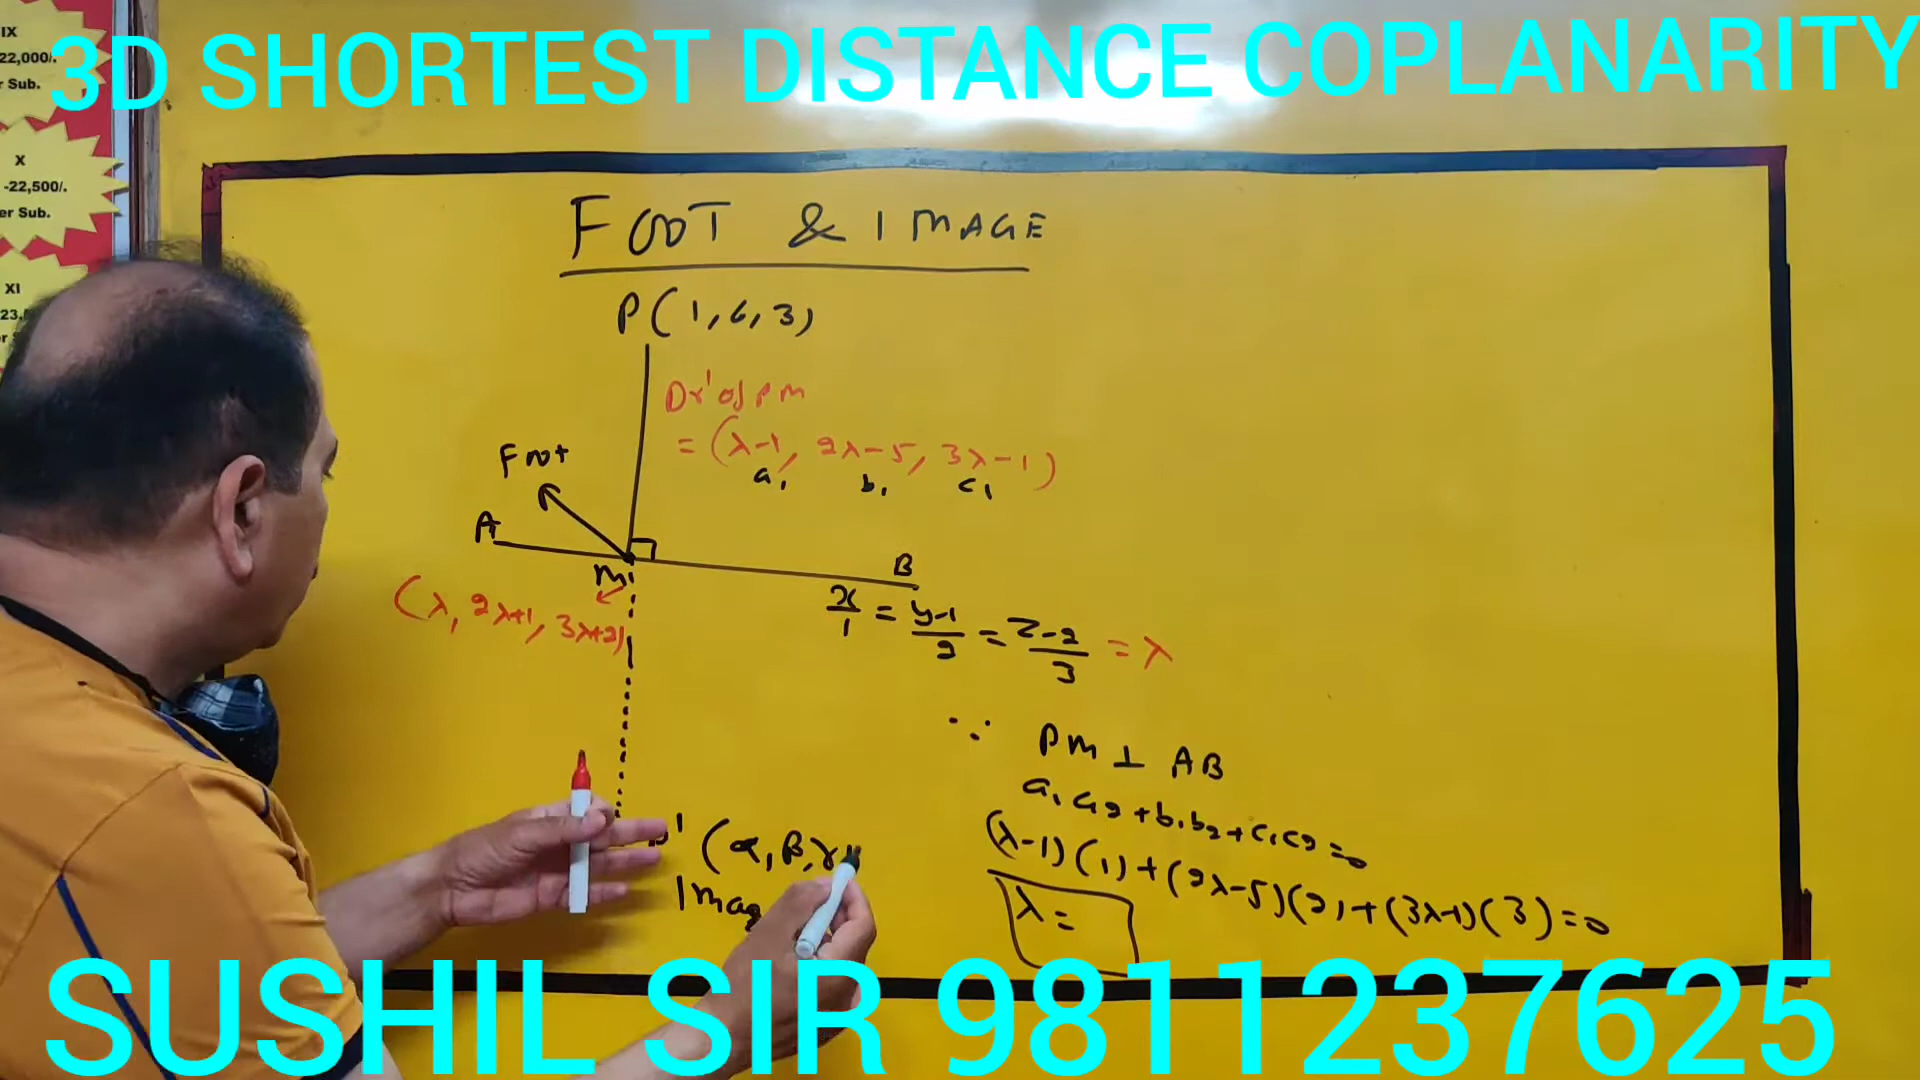 3D SHORTEST DISTANCE COPLANARITY
IX
22,000/.
r Sub.
X
-22,500/.
er Sub.
XI
23,
FOOT & IMAGE
P(1,6,3)
Dr' of PM
= (λ-1, 2λ-5, 3λ-1)
a₁ b₁ c₁
Foot
A
B
M
(λ, 2λ+1, 3λ+2)
x/1 = y-1/2 = z-2/3 = λ
∵ PM ⊥ AB
a₁a₂+b₁b₂+c₁c₂=0
(λ-1)(1)+(2λ-5)(2)+(3λ-1)(3)=0
λ=
(α,β,γ
Imag
SUSHIL SIR 9811237625